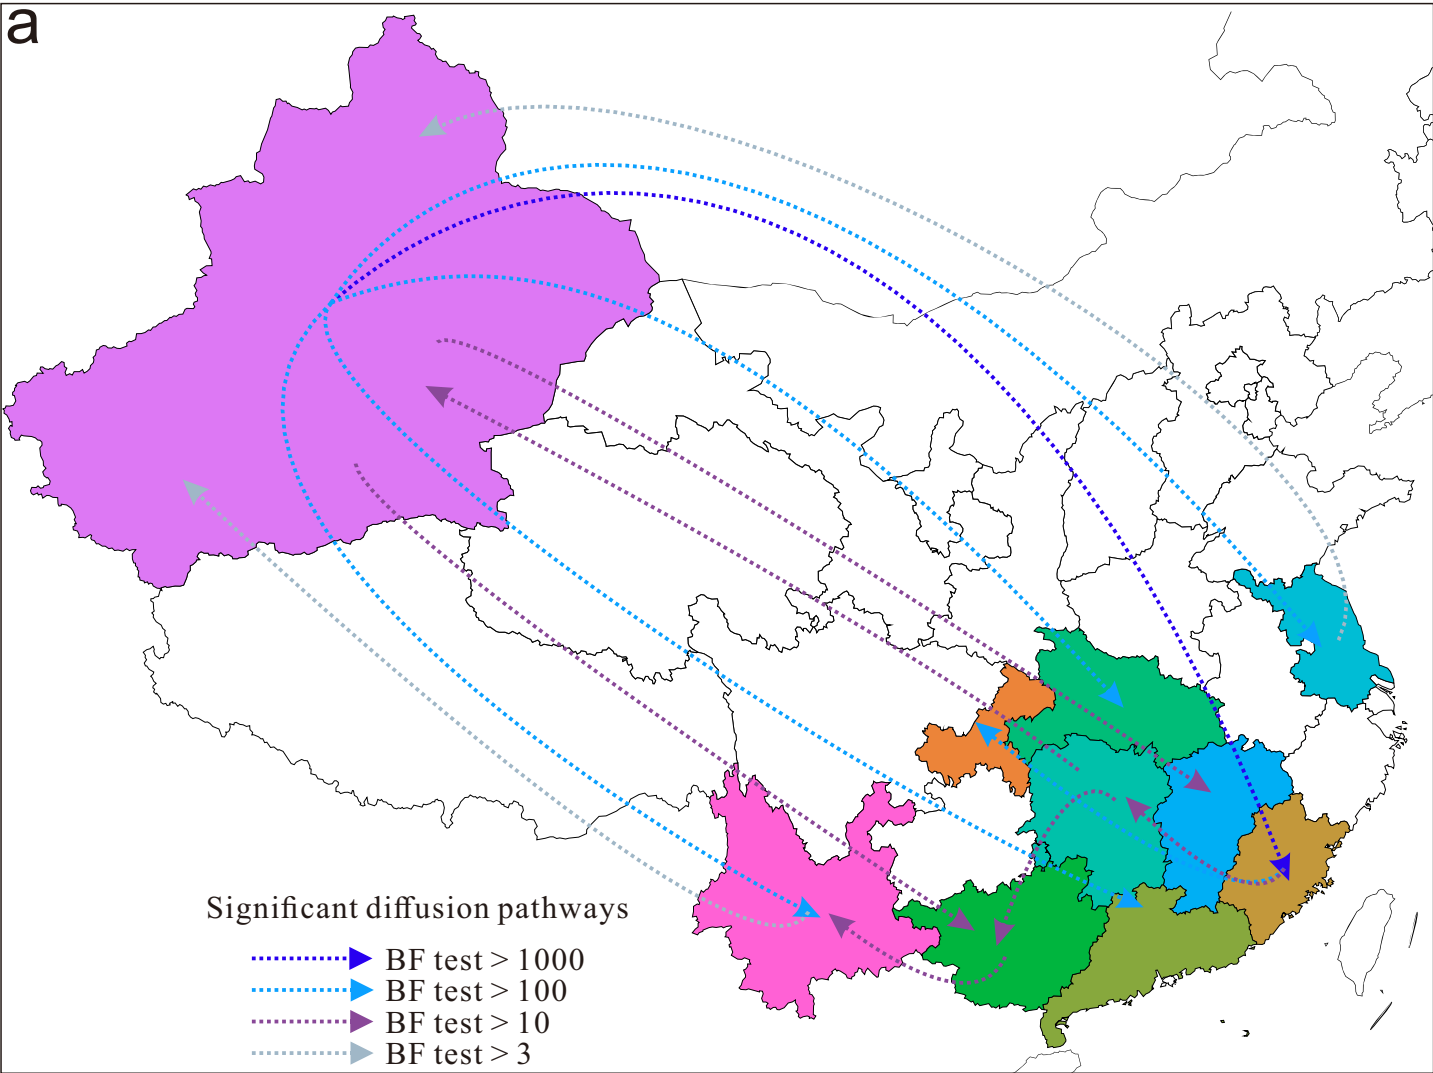 a
Significant diffusion pathways
BF test > 1000
BF test > 100
BF test > 10
BF test > 3